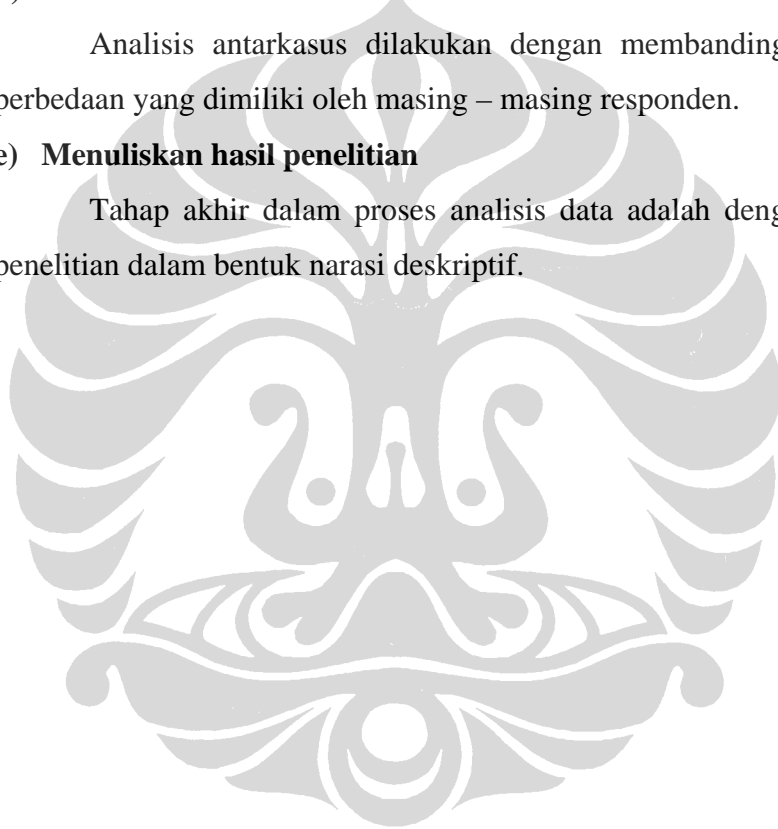 Analisis antarkasus dilakukan dengan membanding
perbedaan yang dimiliki oleh masing – masing responden.
e) Menuliskan hasil penelitian
Tahap akhir dalam proses analisis data adalah deng
penelitian dalam bentuk narasi deskriptif.